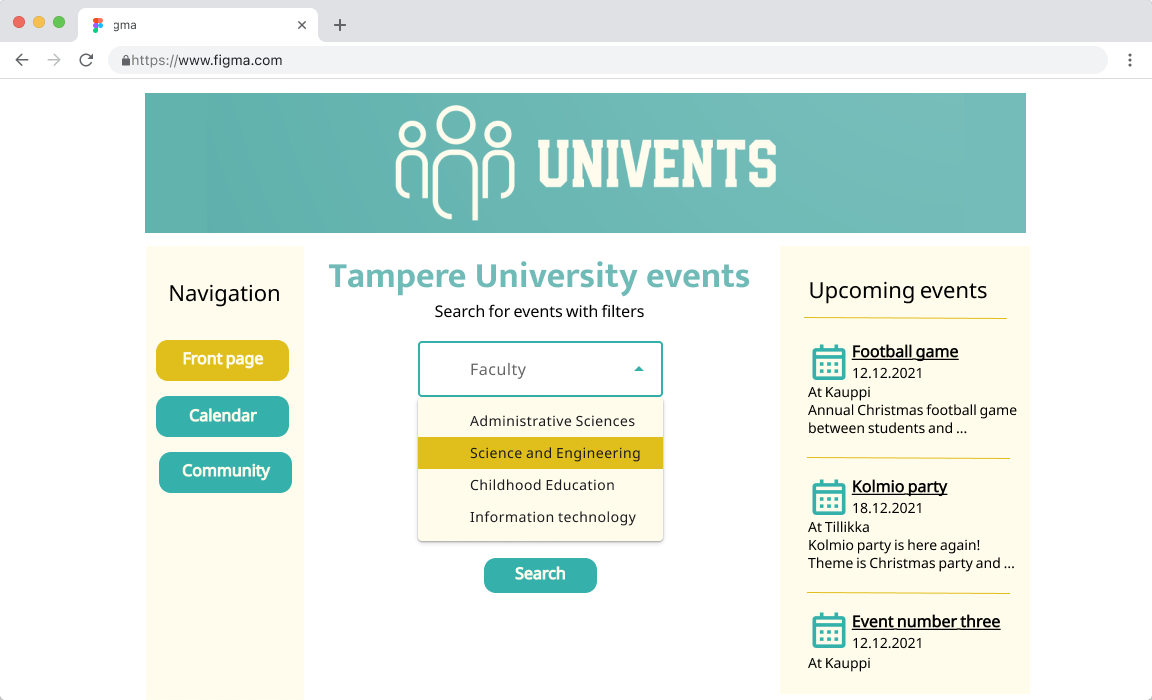 gma
https://www.figma.com
UNIVENTS
Navigation
Front page
Calendar
Community
Tampere University events
Search for events with filters
Faculty
Administrative Sciences
Science and Engineering
Childhood Education
Information technology
Search
Upcoming events
Football game
12.12.2021
At Kauppi
Annual Christmas football game
between students and ...
Kolmio party
18.12.2021
At Tillikka
Kolmio party is here again!
Theme is Christmas party and ...
Event number three
12.12.2021
At Kauppi